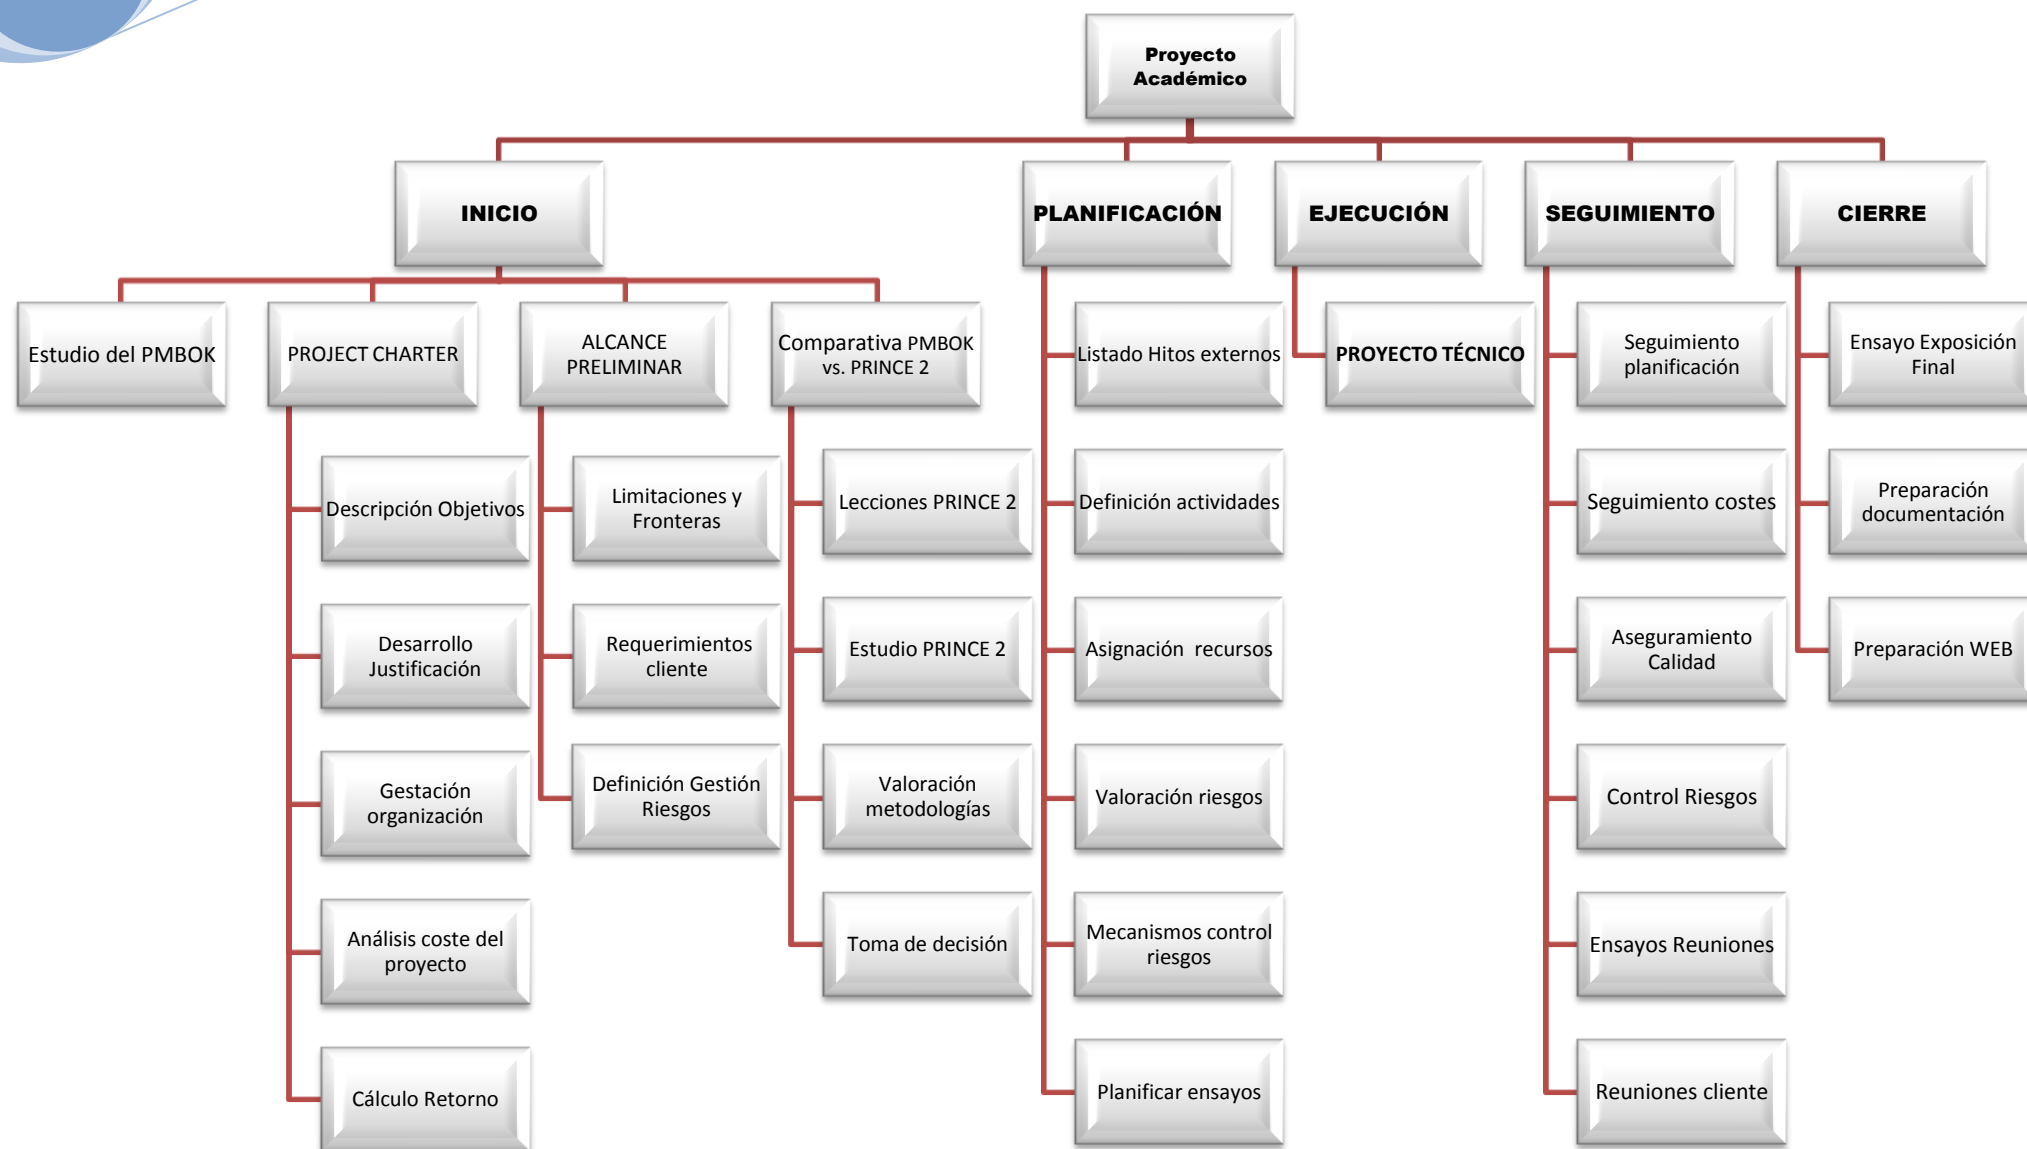 Proyecto
Académico
INICIO
PLANIFICACIÓN
EJECUCIÓN
SEGUIMIENTO
CIERRE
Estudio del PMBOK
PROJECT CHARTER
ALCANCE
PRELIMINAR
Comparativa PMBOK
vs. PRINCE 2
Listado Hitos externos
PROYECTO TÉCNICO
Seguimiento
planificación
Ensayo Exposición
Final
Descripción Objetivos
Limitaciones y
Fronteras
Lecciones PRINCE 2
Definición actividades
Seguimiento costes
Preparación
documentación
Desarrollo
Justificación
Requerimientos
cliente
Estudio PRINCE 2
Asignación  recursos
Aseguramiento
Calidad
Preparación WEB
Gestación
organización
Definición Gestión
Riesgos
Valoración
metodologías
Valoración riesgos
Control Riesgos
Análisis coste del
proyecto
Toma de decisión
Mecanismos control
riesgos
Ensayos Reuniones
Cálculo Retorno
Planificar ensayos
Reuniones cliente